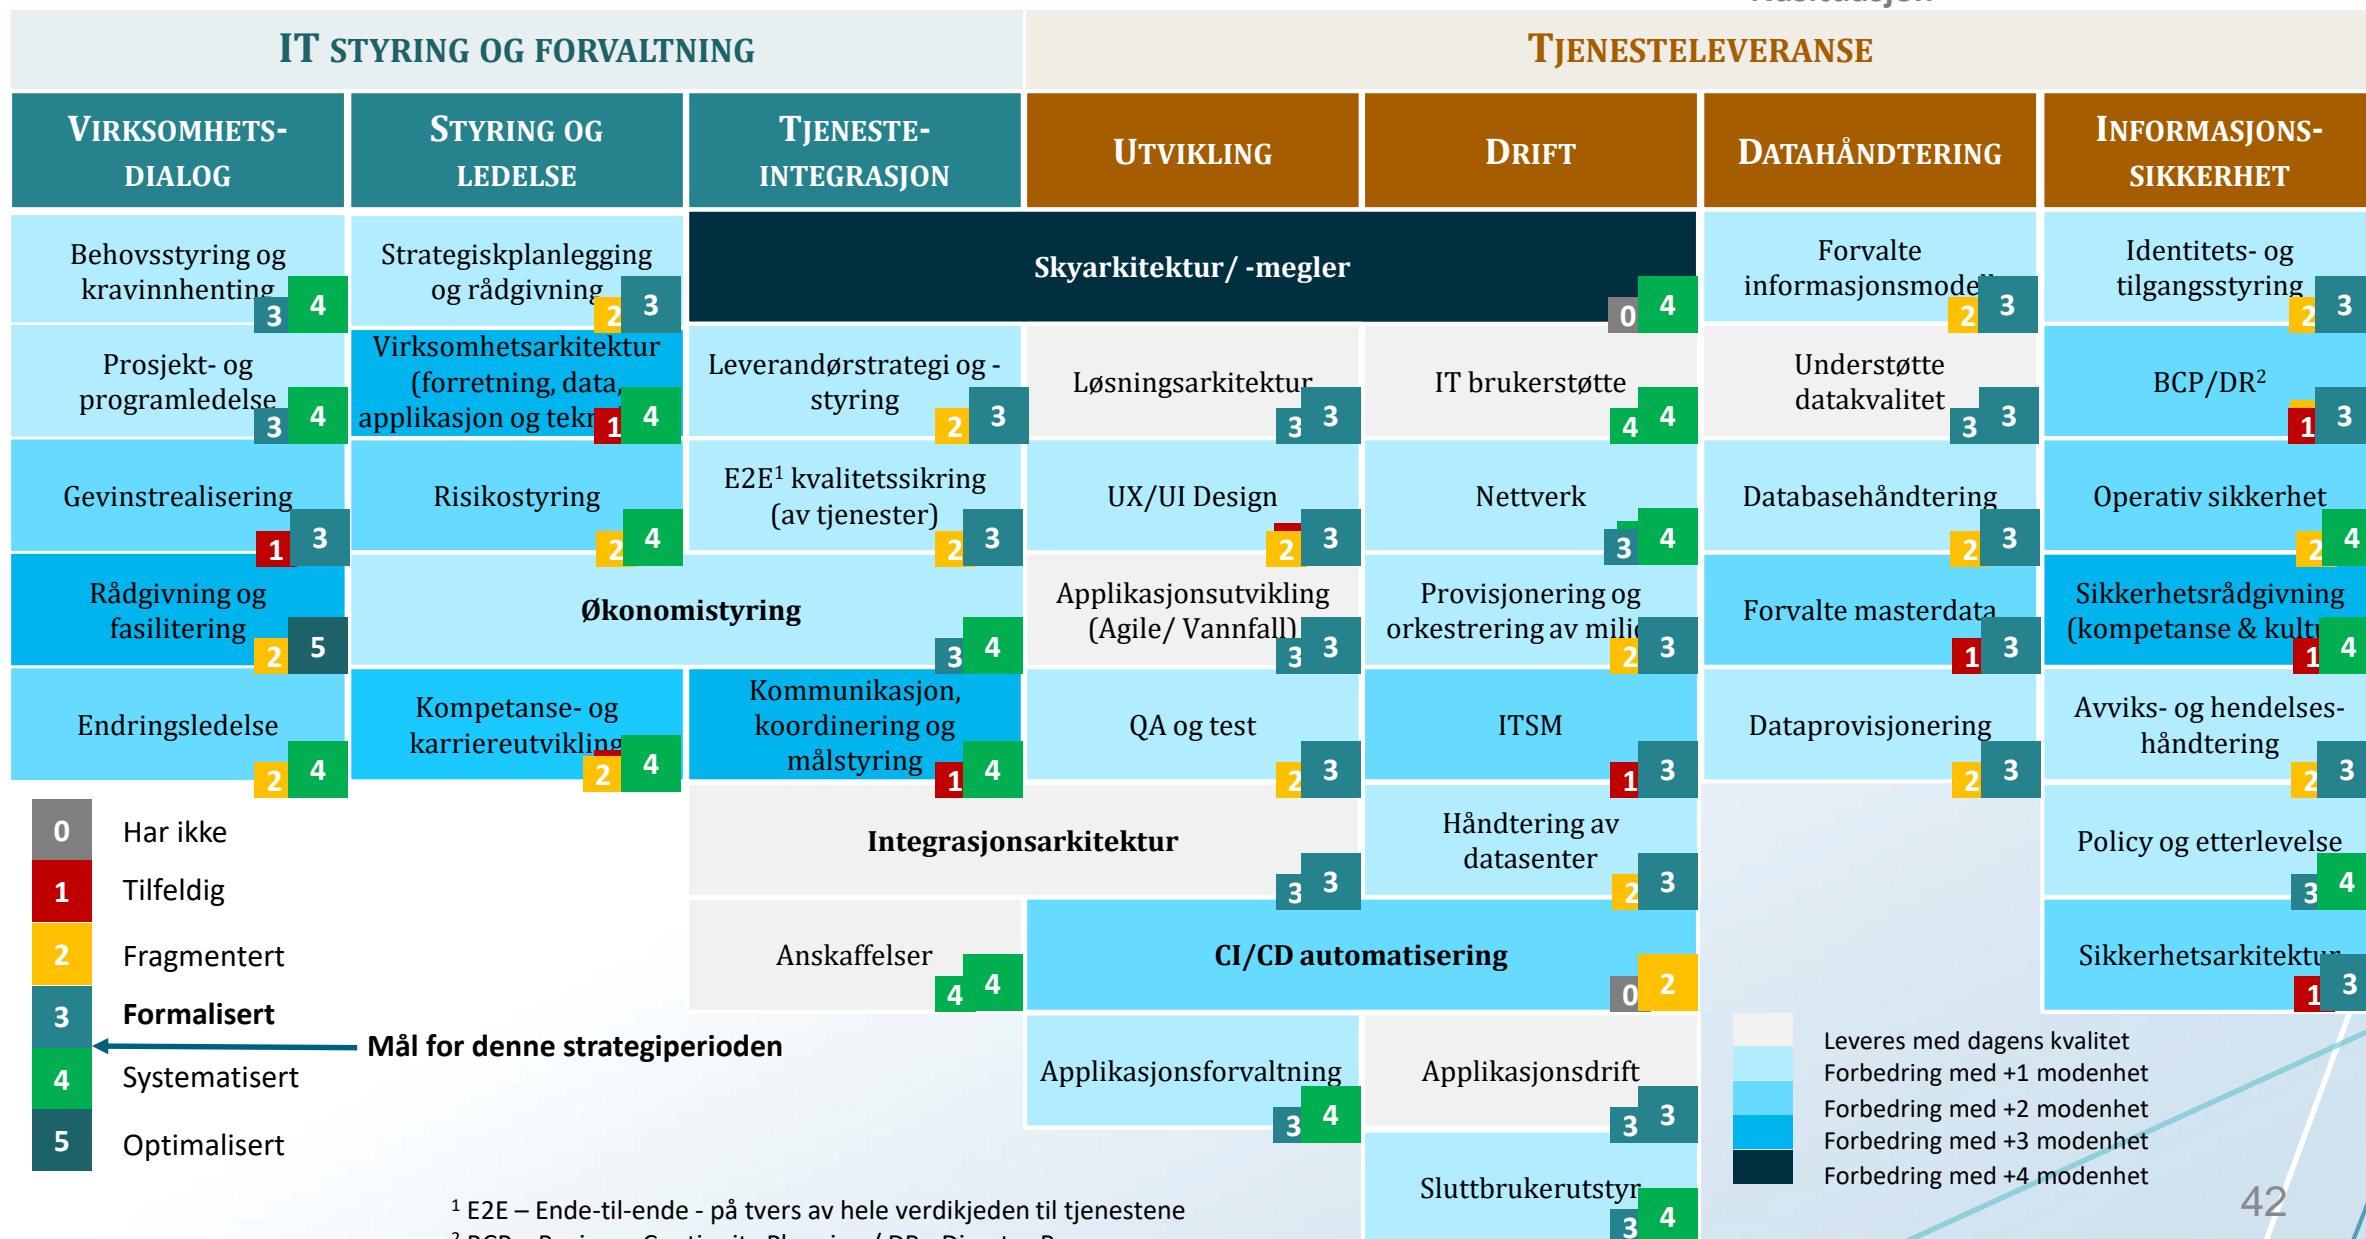 IT STYRING OG FORVALTNING
TJENESTELEVERANSE
VIRKSOMHETS-
DIALOG
STYRING OG
LEDELSE
TJENESTE-
INTEGRASJON
UTVIKLING
DRIFT
DATAHÅNDTERING
INFORMASJONS-
SIKKERHET
Behovsstyring og
kravinnhenting
3 4
Strategiskplanlegging
og rådgivning
2 3
Skyarkitektur/ -megler
0 4
Forvalte
2 3
Identitets- og
tilgangsstyring
2 3
Prosjekt- og
programledelse
3 4
Virksomhetsarkitektur
(forretning, data,
applikasjon og
1 4
Leverandørstrategi og -
styring
2 3
Løsningsarkitektur
3 3
IT brukerstøtte
4 4
Understøtte
datakvalitet
3 3
BCP/DR²
1 3
Gevinstrealisering
1 3
Risikostyring
2 4
E2E¹ kvalitetssikring
(av tjenester)
2 3
UX/UI Design
2 3
Nettverk
3 4
Databasehåndtering
2 3
Operativ sikkerhet
2 4
Rådgivning og
fasilitering
2 5
Økonomistyring
3 4
Applikasjonsutvikling
(Agile/ Vannfall)
3 3
Provisjonering og
orkestrering av
2 3
Forvalte masterdata
1 3
Sikkerhetsrådgivning
(kompetanse &
1 4
Endringsledelse
2 4
Kompetanse- og
karriereutvikling
2 4
Kommunikasjon,
koordinering og
målstyring
1 4
QA og test
2 3
ITSM
1 3
Dataprovisjonering
2 3
Avviks- og hendelses-
håndtering
2 3
Integrasjonsarkitektur
3 3
Håndtering av
datasenter
2 3
Policy og etterlevelse
3 4
Anskaffelser
4 4
CI/CD automatisering
0 2
Sikkerhetsarkitektur
1 3
Applikasjonsforvaltning
3 4
Applikasjonsdrift
3 3
Sluttbrukerutstyr
3 4
0 Har ikke
1 Tilfeldig
2 Fragmentert
3 Formalisert
Mål for denne strategiperioden
4 Systematisert
5 Optimalisert
Leveres med dagens kvalitet
Forbedring med +1 modenhet
Forbedring med +2 modenhet
Forbedring med +3 modenhet
Forbedring med +4 modenhet
¹ E2E – Ende-til-ende - på tvers av hele verdikjeden til tjenestene
42